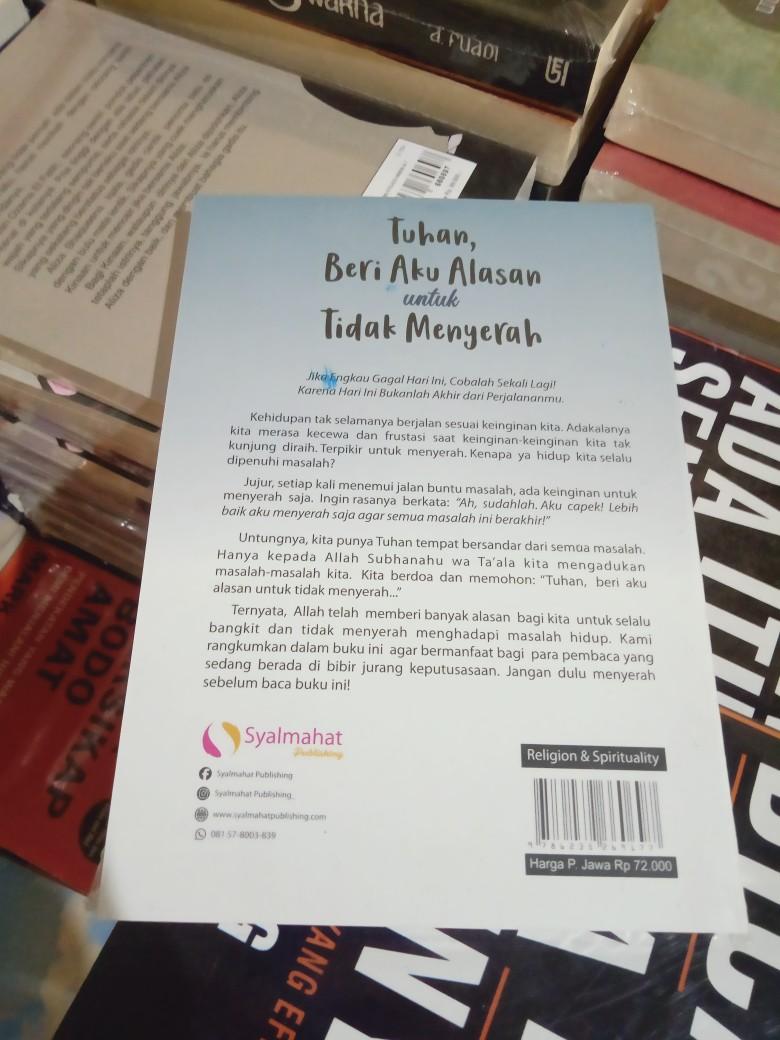 a. fuadi
Tuhan,
Beri Aku Alasan
untuk
Tidak Menyerah
Jika Engkau Gagal Hari Ini, Cobalah Sekali Lagi!
Karena Hari Ini Bukanlah Akhir dari Perjalananmu.
Kehidupan tak selamanya berjalan sesuai keinginan kita. Adakalanya
kita merasa kecewa dan frustasi saat keinginan-keinginan kita tak
kunjung diraih. Terpikir untuk menyerah. Kenapa ya hidup kita selalu
dipenuhi masalah?
Jujur, setiap kali menemui jalan buntu masalah, ada keinginan untuk
menyerah saja. Ingin rasanya berkata: “Ah, sudahlah. Aku capek! Lebih
baik aku menyerah saja agar semua masalah ini berakhir!”
Untungnya, kita punya Tuhan tempat bersandar dari semua masalah.
Hanya kepada Allah Subhanahu wa Ta’ala kita mengadukan
masalah-masalah kita. Kita berdoa dan memohon: “Tuhan, beri aku
alasan untuk tidak menyerah...”
Ternyata, Allah telah memberi banyak alasan bagi kita untuk selalu
bangkit dan tidak menyerah menghadapi masalah hidup. Kami
rangkumkan dalam buku ini agar bermanfaat bagi para pembaca yang
sedang berada di bibir jurang keputusasaan. Jangan dulu menyerah
sebelum baca buku ini!
Syalmahat
Publishing
Syalmahat Publishing
Syalmahat Publishing_
www.syalmahatpublishing.com
081 57-8003-839
Religion & Spirituality
9 786235 269177
Harga P. Jawa Rp 72.000
BODO
AMAT
ADA
YANG